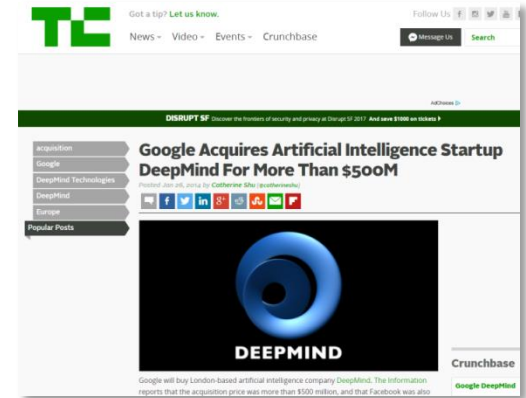 TC
Got a tip? Let us know.
Follow Us
News Video Events Crunchbase
Message Us
Search
AdChoices
DISRUPT SF Discover the frontiers of security and privacy at Disrupt SF 2017 And save $1000 on tickets
acquisition
Google
DeepMind Technologies
DeepMind
Europe
Popular Posts
Google Acquires Artificial Intelligence Startup
DeepMind For More Than $500M
Posted Jan 26, 2014 by Catherine Shu (@catherineshu)
DEEPMIND
Google will buy London-based artificial intelligence company DeepMind. The Information
reports that the acquisition price was more than $500 million, and that Facebook was also
Crunchbase
Google DeepMind